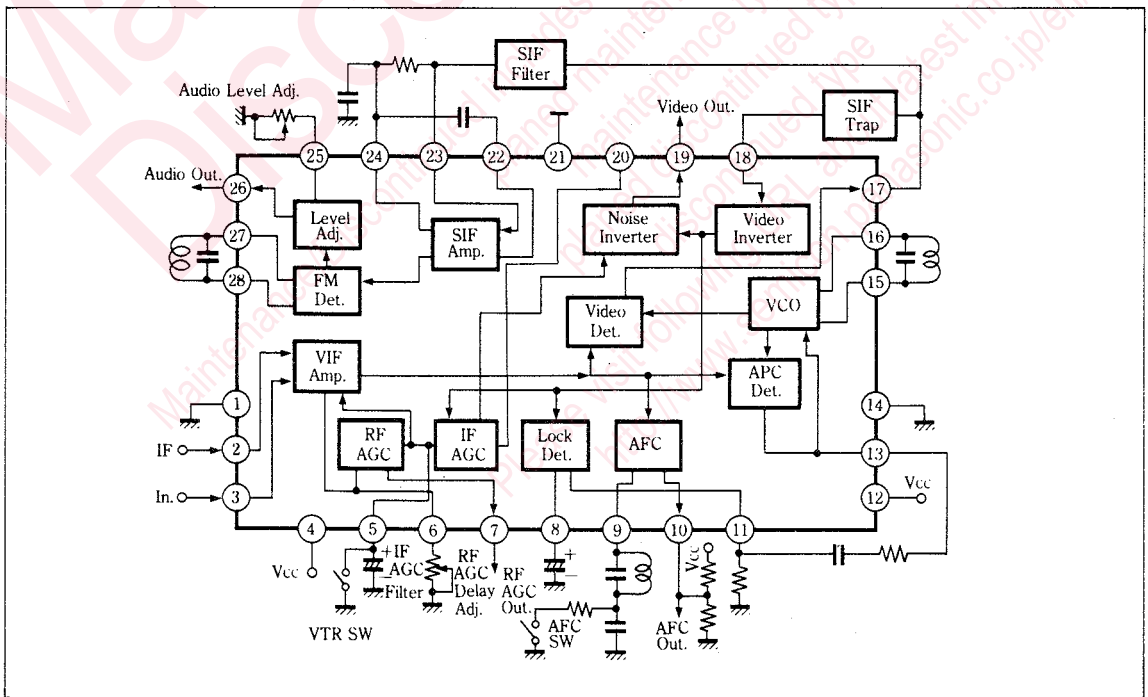 SIF
Filter
Audio Level Adj.
Video Out.
SIF
Trap
25
24
23
22
21
20
19
18
Audio Out.
26
17
27
16
28
15
Level
Adj.
SIF
Amp.
Noise
Inverter
Video
Inverter
FM
Det.
Video
Det.
VCO
VIF
Amp.
APC
Det.
1
14
IF
2
RF
AGC
IF
AGC
Lock
Det.
AFC
13
In.
3
12
Vcc
4
5
6
7
8
9
10
11
Vcc
+
−
IF
AGC
Filter
RF
AGC
Delay
Adj.
RF
AGC
Out.
+
−
Vcc
VTR SW
AFC
SW
AFC
Out.